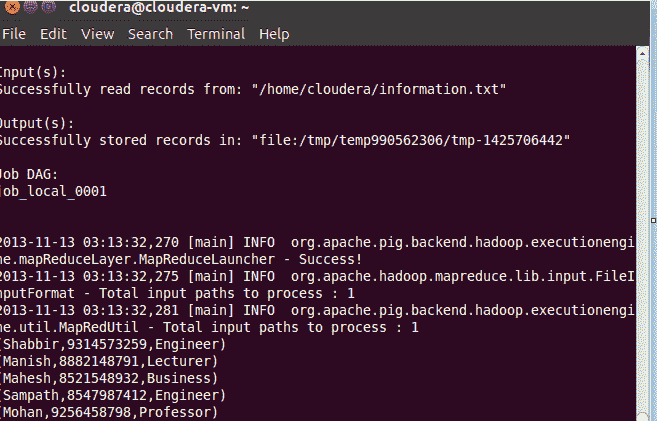 cloudera@cloudera-vm: ~
File Edit View Search Terminal Help
Input(s):
Successfully read records from: "/home/cloudera/information.txt"
Output(s):
Successfully stored records in: "file:/tmp/temp990562306/tmp-1425706442"
Job DAG:
job_local_0001
2013-11-13 03:13:32,270 [main] INFO org.apache.pig.backend.hadoop.executionengi
ne.mapReduceLayer.MapReduceLauncher - Success!
2013-11-13 03:13:32,275 [main] INFO org.apache.hadoop.mapreduce.lib.input.FileI
nputFormat - Total input paths to process : 1
2013-11-13 03:13:32,281 [main] INFO org.apache.pig.backend.hadoop.executionengi
ne.util.MapRedUtil - Total input paths to process : 1
(Shabbir,9314573259,Engineer)
(Manish,8882148791,Lecturer)
(Mahesh,8521548932,Business)
(Sampath,8547987412,Engineer)
(Mohan,9256458798,Professor)